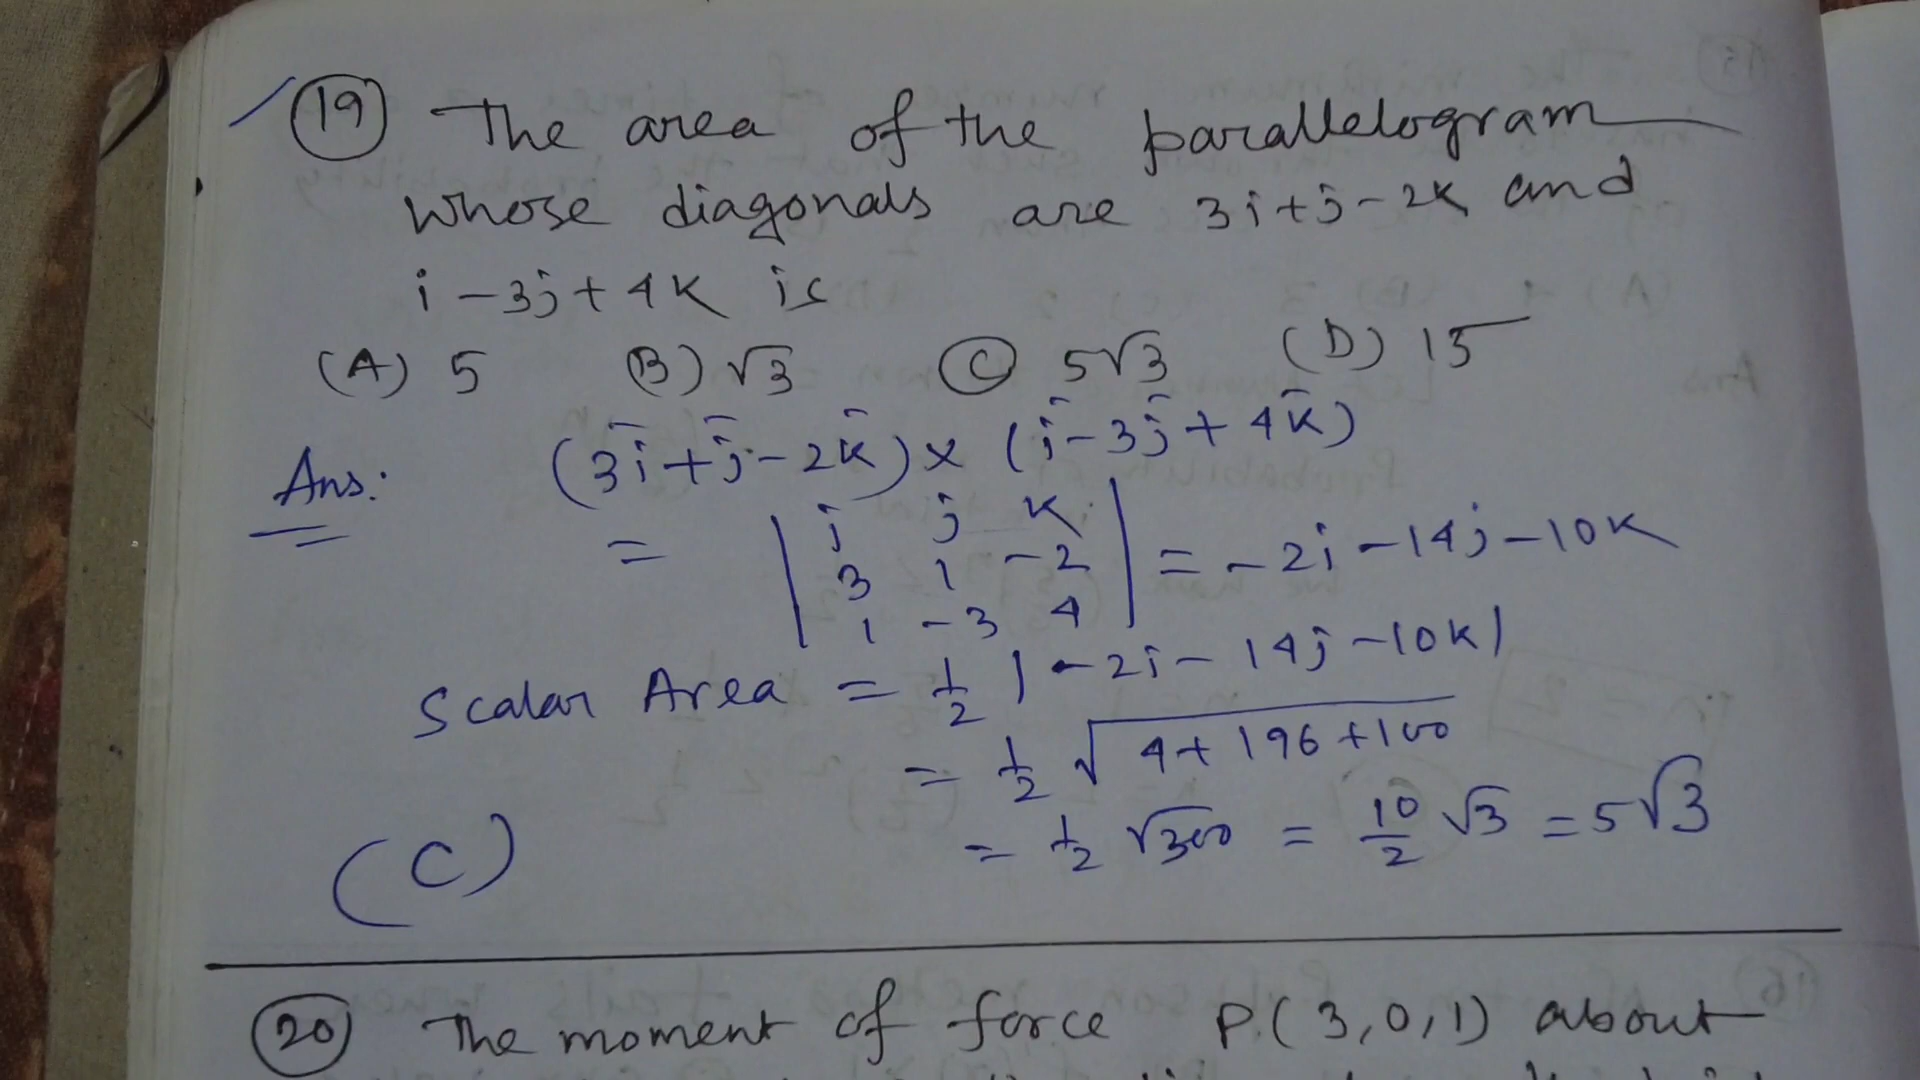 (19) The area of the parallelogram
whose diagonals are 3i+j-2k and
i-3j+4k is
(A) 5 (B) √3 (C) 5√3 (D) 15
Ans: (3i̅+j̅-2k̅) × (i̅-3j̅+4k̅)
= | i j k |
| 3 1 -2 | = -2i-14j-10k
| 1 -3 4 |
Scalar Area = 1/2 |-2i-14j-10k|
= 1/2 √4+196+100
(C) = 1/2 √300 = 10/2 √3 = 5√3
(20) The moment of force P(3,0,1) about